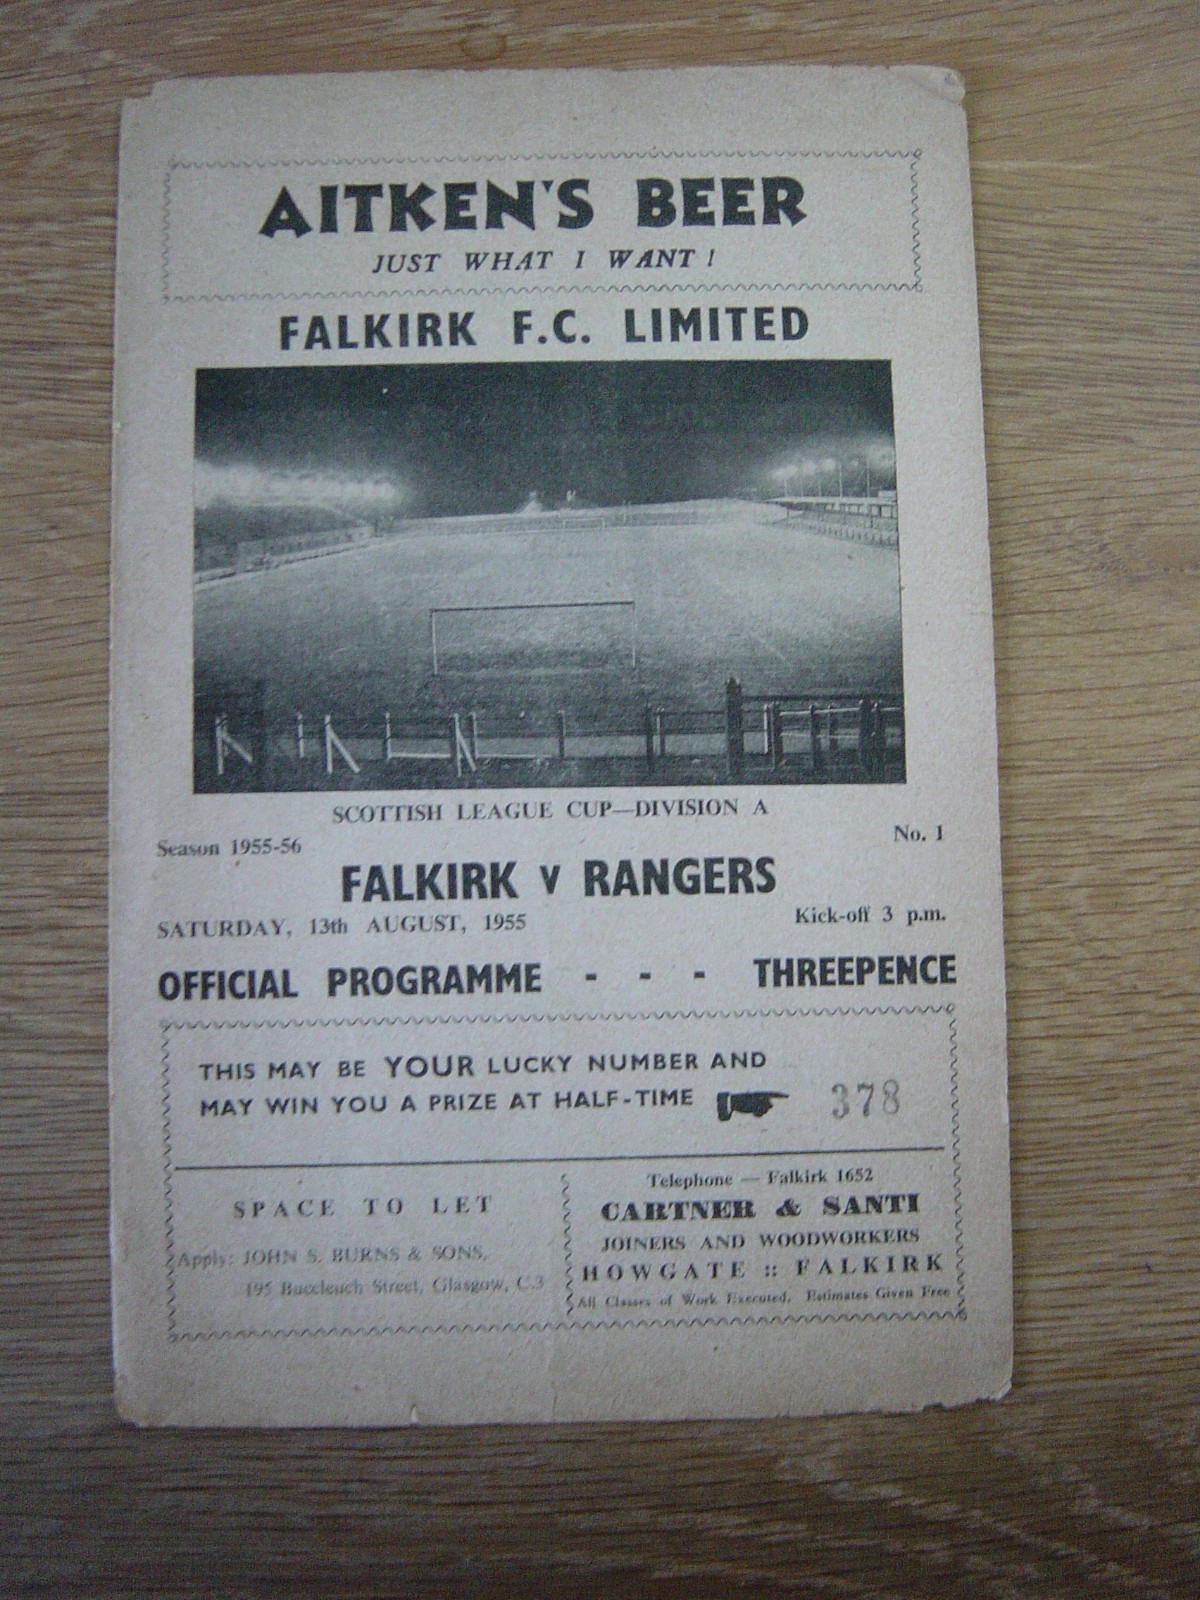 AITKEN'S BEER
JUST WHAT I WANT!
FALKIRK F.C. LIMITED
SCOTTISH LEAGUE CUP—DIVISION A
Season 1955-56
No. 1
FALKIRK V RANGERS
SATURDAY, 13th AUGUST, 1955
Kick-off 3 p.m.
OFFICIAL PROGRAMME - - - THREEPENCE
THIS MAY BE YOUR LUCKY NUMBER AND
MAY WIN YOU A PRIZE AT HALF-TIME
378
SPACE TO LET
Apply: JOHN S. BURNS & SONS,
195 Buccleuch Street, Glasgow, C.3
Telephone — Falkirk 1652
CARTNER & SANTI
JOINERS AND WOODWORKERS
HOWGATE :: FALKIRK
All Classes of Work Executed. Estimates Given Free